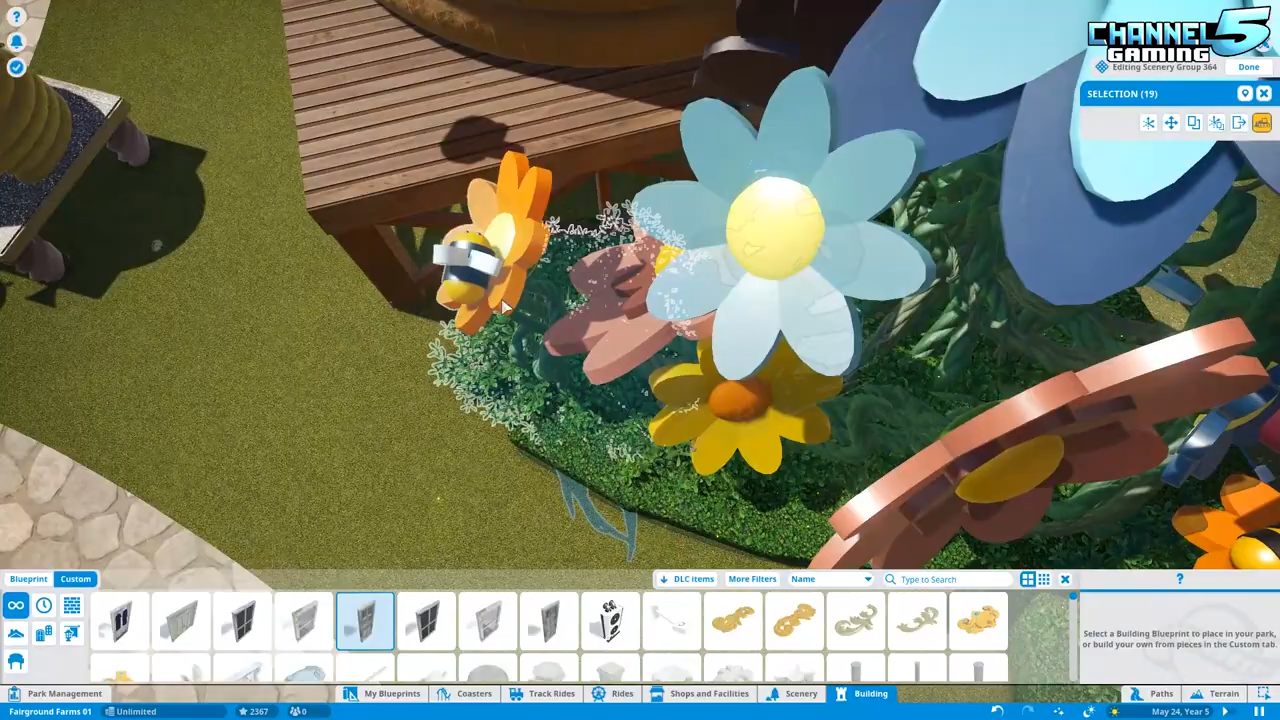 CHANNEL 5
GAMING
Editing Scenery Group 364
Done
SELECTION (19)
Blueprint
Custom
DLC items
More Filters
Name
Type to Search
?
Select a Building Blueprint to place in your park,
or build your own from pieces in the Custom tab.
Park Management
My Blueprints
Coasters
Track Rides
Rides
Shops and Facilities
Scenery
Building
Paths
Terrain
Fairground Farms 01
Unlimited
2367
0
May 24, Year 5